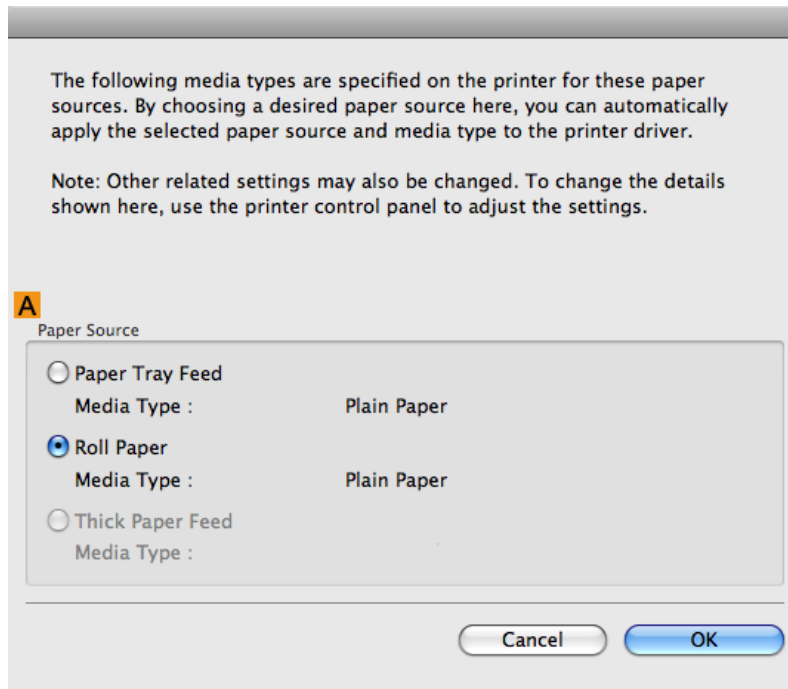 The following media types are specified on the printer for these paper
sources. By choosing a desired paper source here, you can automatically
apply the selected paper source and media type to the printer driver.
Note: Other related settings may also be changed. To change the details
shown here, use the printer control panel to adjust the settings.
A
Paper Source
Paper Tray Feed
Media Type : Plain Paper
Roll Paper
Media Type : Plain Paper
Thick Paper Feed
Media Type :
Cancel OK